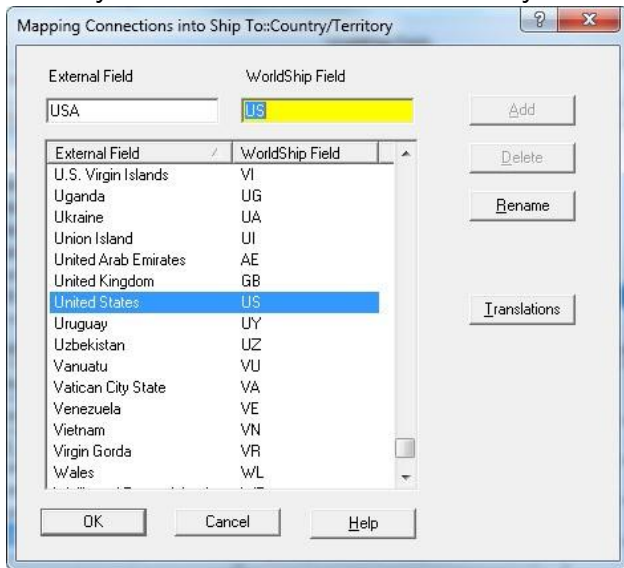 Mapping Connections into Ship To::Country/Territory
External Field WorldShip Field
USA US
Add
External Field WorldShip Field
Delete
U.S. Virgin Islands VI
Uganda UG
Rename
Ukraine UA
Union Island UI
United Arab Emirates AE
United Kingdom GB
United States US
Translations
Uruguay UY
Uzbekistan UZ
Vanuatu VU
Vatican City State VA
Venezuela VE
Vietnam VN
Virgin Gorda VR
Wales WL
OK Cancel Help